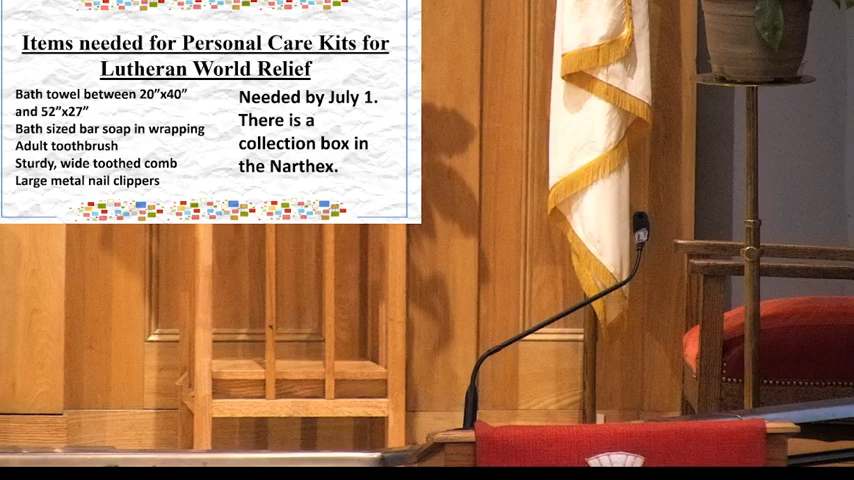 Items needed for Personal Care Kits for
Lutheran World Relief
Bath towel between 20”x40”
and 52”x27”
Bath sized bar soap in wrapping
Adult toothbrush
Sturdy, wide toothed comb
Large metal nail clippers
Needed by July 1.
There is a
collection box in
the Narthex.